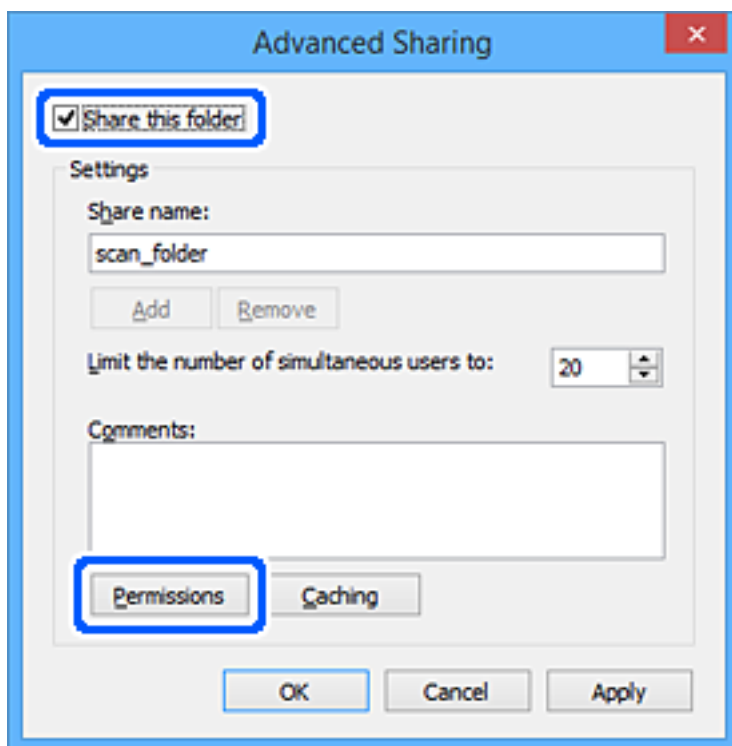 Advanced Sharing
Share this folder
Settings
Share name:
scan_folder
Add Remove
Limit the number of simultaneous users to: 20
Comments:
Permissions Caching
OK Cancel Apply